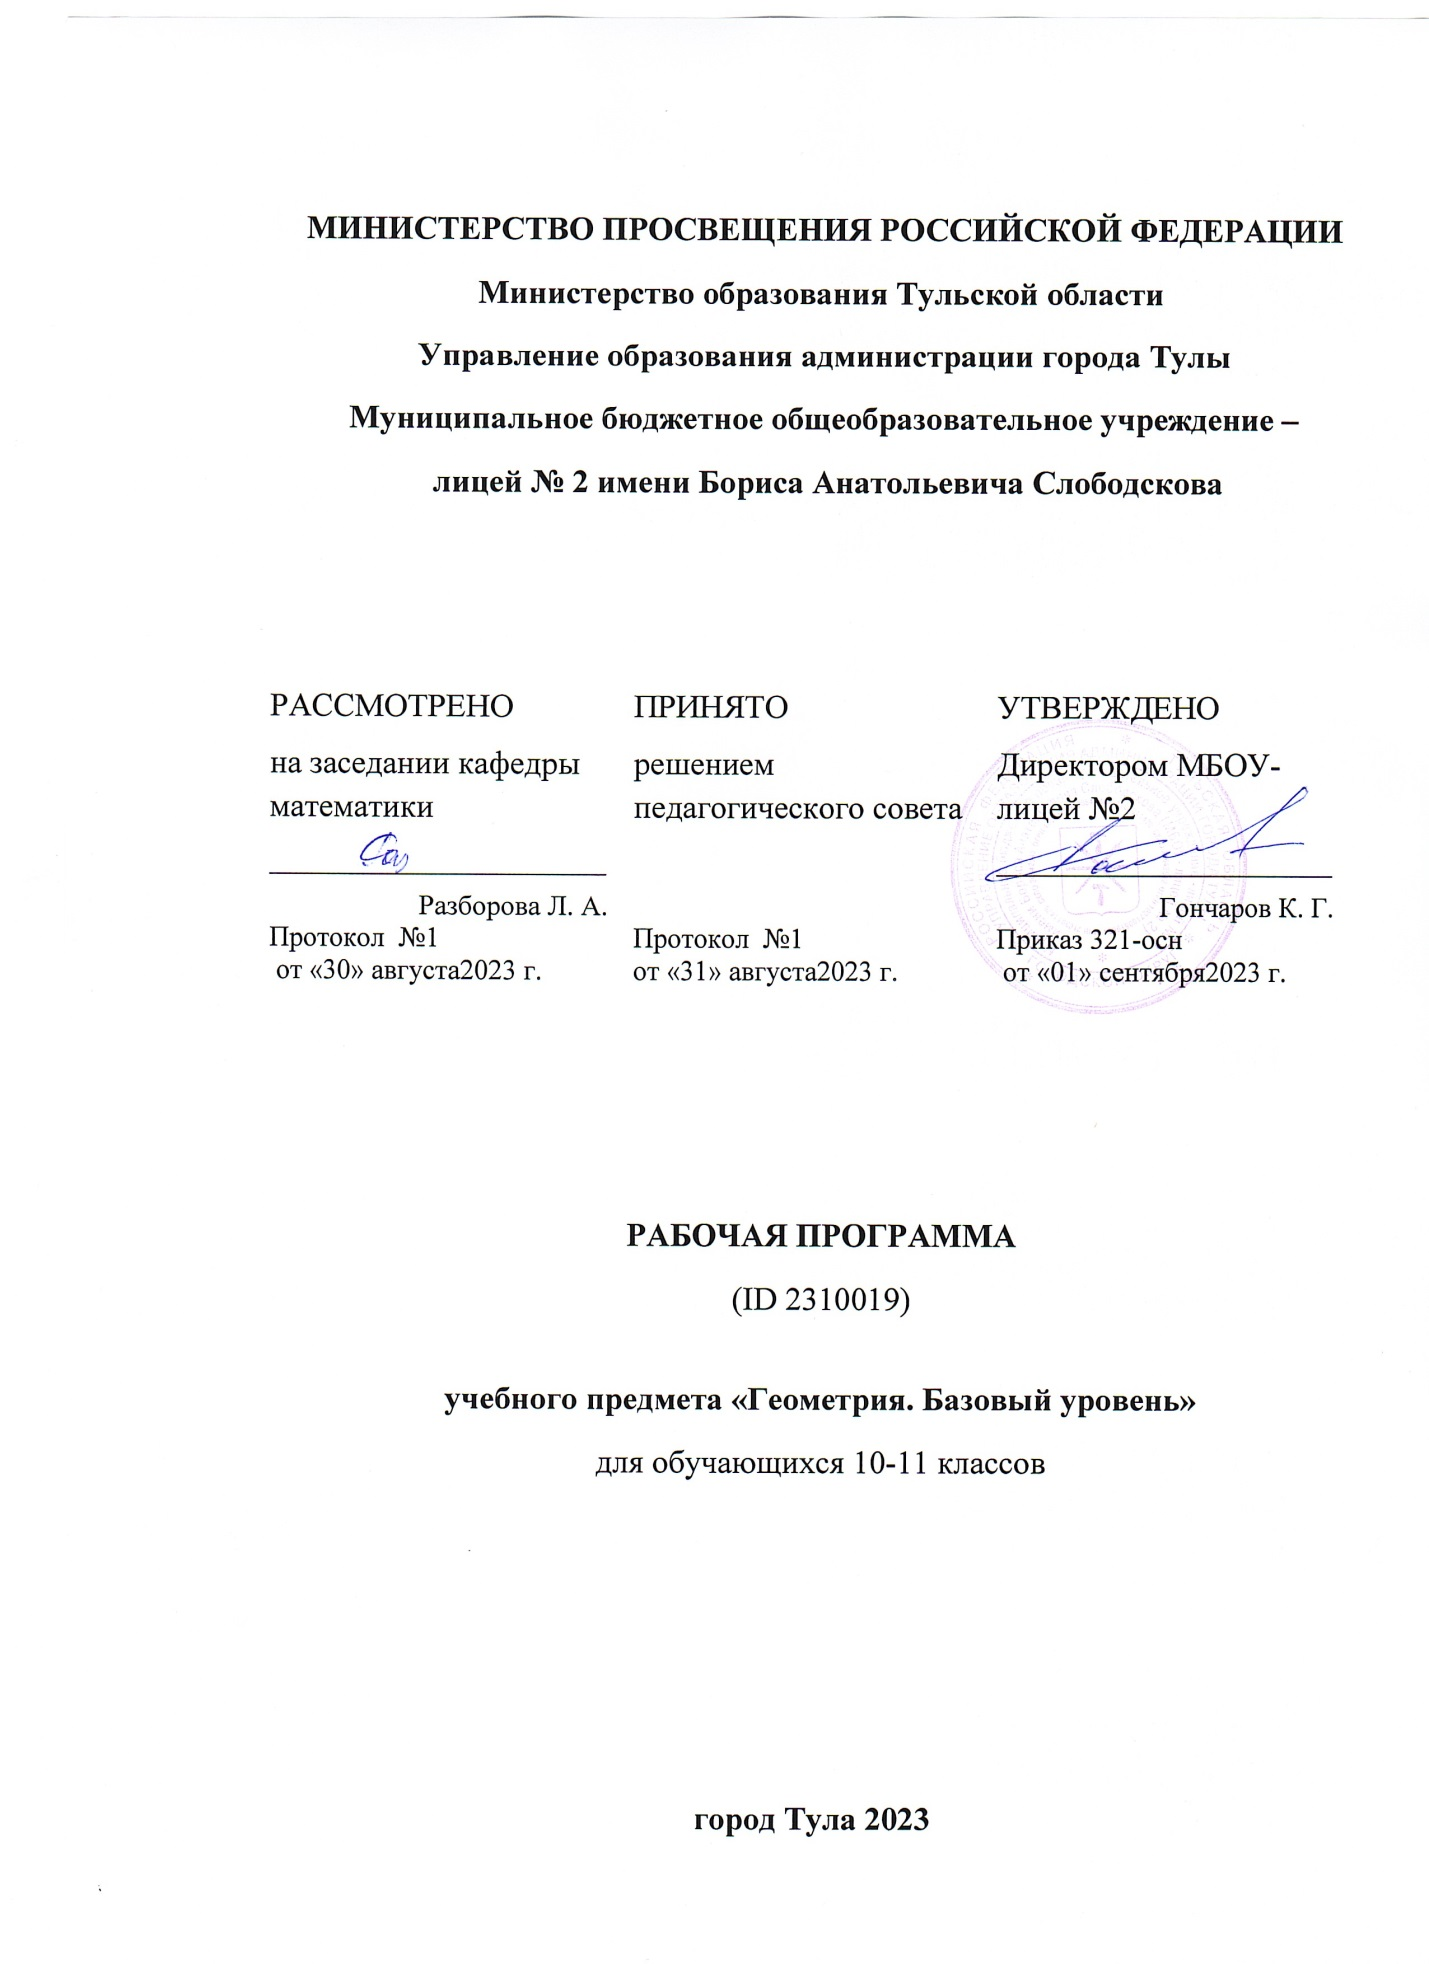 МИНИСТЕРСТВО ПРОСВЕЩЕНИЯ РОССИЙСКОЙ ФЕДЕРАЦИИ
Министерство образования Тульской области
Управление образования администрации города Тулы
Муниципальное бюджетное общеобразовательное учреждение –
лицей № 2 имени Бориса Анатольевича Слободскова
РАССМОТРЕНО
на заседании кафедры
математики
Разборова Л. А.
Протокол №1
от «30» августа2023 г.
ПРИНЯТО
решением
педагогического совета
Протокол №1
от «31» августа2023 г.
УТВЕРЖДЕНО
Директором МБОУ-
лицей №2
Гончаров К. Г.
Приказ 321-осн
от «01» сентября2023 г.
РАБОЧАЯ ПРОГРАММА
(ID 2310019)
учебного предмета «Геометрия. Базовый уровень»
для обучающихся 10-11 классов
город Тула 2023